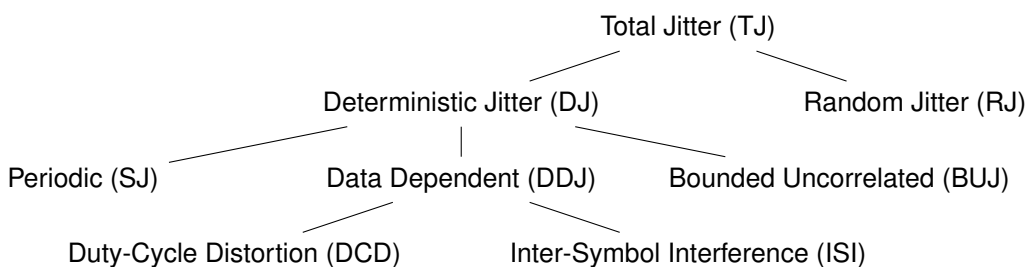 Total Jitter (TJ)
Deterministic Jitter (DJ) Random Jitter (RJ)
Periodic (SJ) Data Dependent (DDJ) Bounded Uncorrelated (BUJ)
Duty-Cycle Distortion (DCD) Inter-Symbol Interference (ISI)